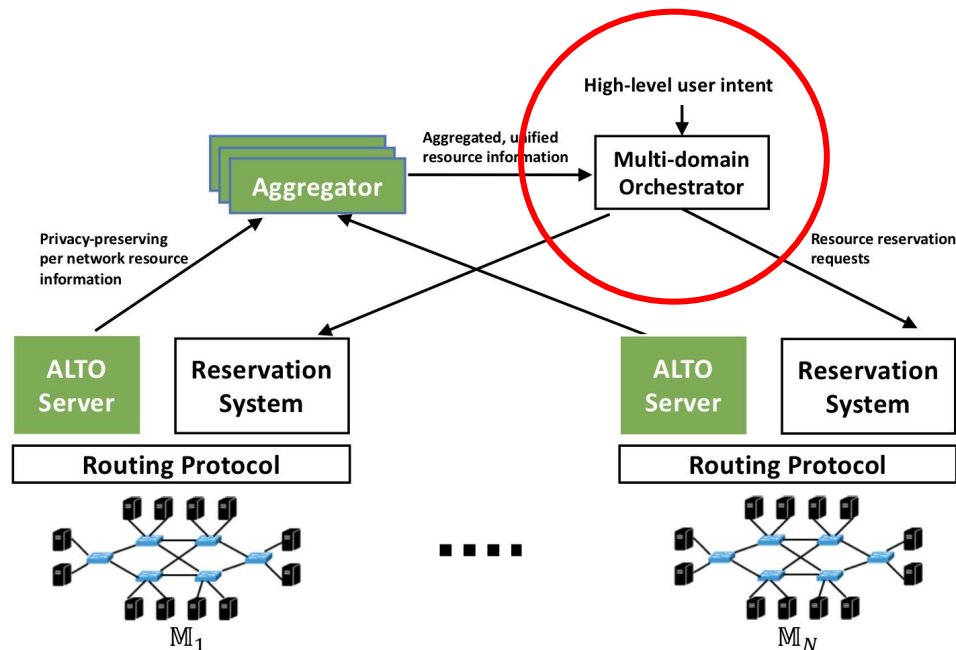 High-level user intent
Aggregated, unified
resource information
Multi-domain
Orchestrator
Aggregator
Privacy-preserving
per network resource
information
Resource reservation
requests
ALTO
Server
Reservation
System
ALTO
Server
Reservation
System
Routing Protocol
Routing Protocol
𝕄1
𝕄N